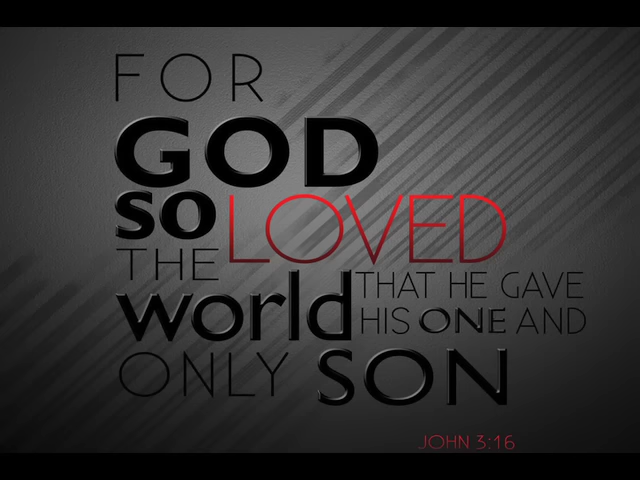 FOR
GOD
SO LOVED
THE
world THAT HE GAVE
HIS ONE AND
ONLY SON
JOHN 3:16